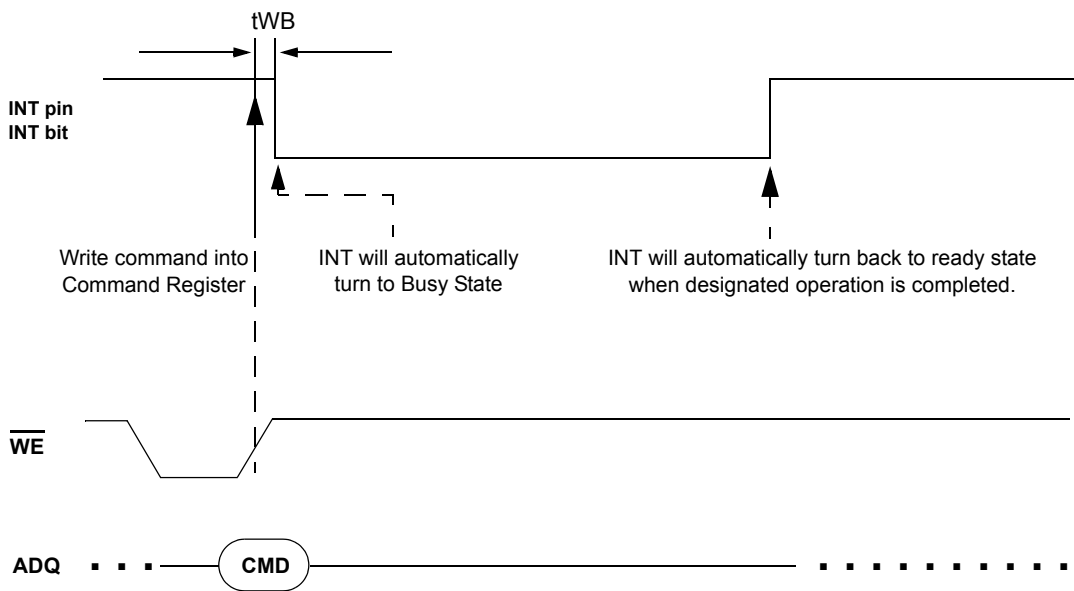 tWB
INT pin
INT bit
Write command into
Command Register
INT will automatically
turn to Busy State
INT will automatically turn back to ready state
when designated operation is completed.
WE
ADQ
CMD